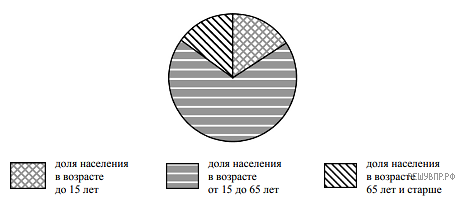 доля населения
в возрасте
до 15 лет
доля населения
в возрасте
от 15 до 65 лет
доля населения
в возрасте
65 лет и старше
РЕШУВПР.РФ